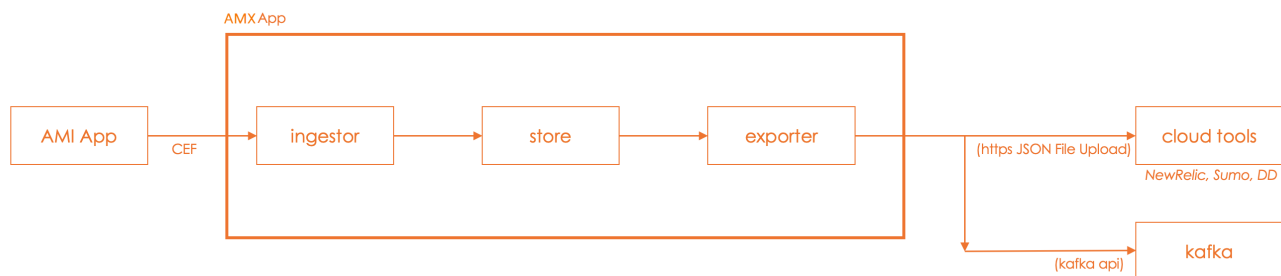 AMX App
AMI App
CEF
ingestor
store
exporter
(https JSON File Upload)
cloud tools
NewRelic, Sumo, DD
(kafka api)
kafka